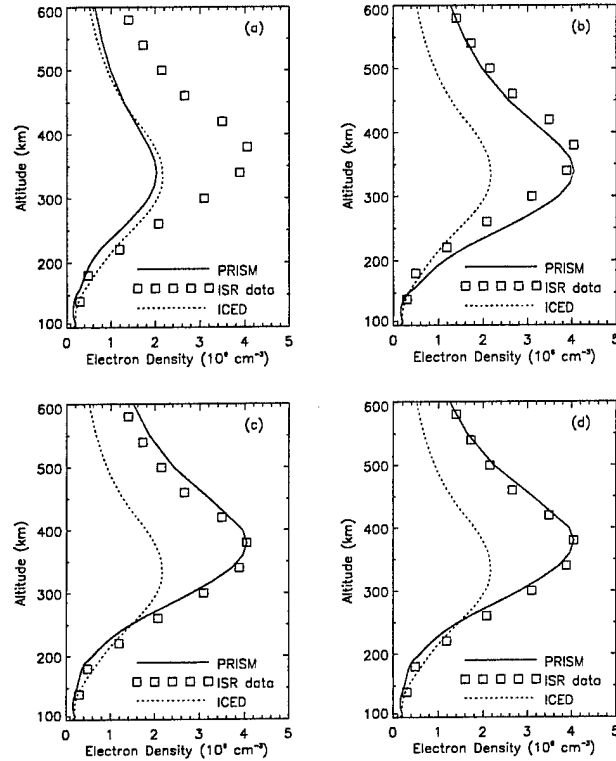 (a)
600
500
400
300
200
100
Altitude (km)
PRISM
ISR data
ICED
0 1 2 3 4 5
Electron Density (10⁶ cm⁻³)
(b)
600
500
400
300
200
100
Altitude (km)
PRISM
ISR data
ICED
0 1 2 3 4 5
Electron Density (10⁶ cm⁻³)
(c)
600
500
400
300
200
100
Altitude (km)
PRISM
ISR data
ICED
0 1 2 3 4 5
Electron Density (10⁶ cm⁻³)
(d)
600
500
400
300
200
100
Altitude (km)
PRISM
ISR data
ICED
0 1 2 3 4 5
Electron Density (10⁶ cm⁻³)